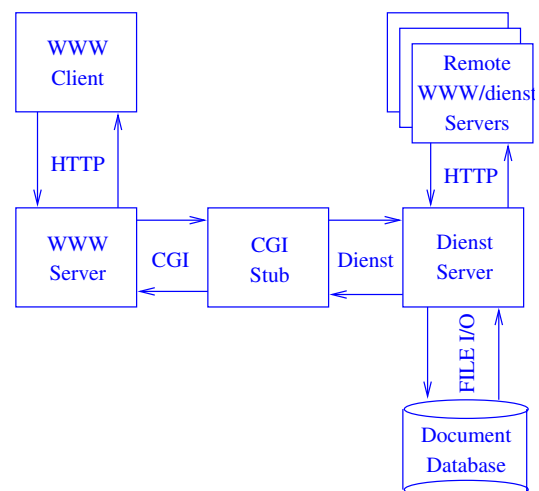 WWW
Client
Remote
WWW/dienst
Servers
HTTP
HTTP
WWW
Server
CGI
CGI
Stub
Dienst
Dienst
Server
FILE I/O
Document
Database